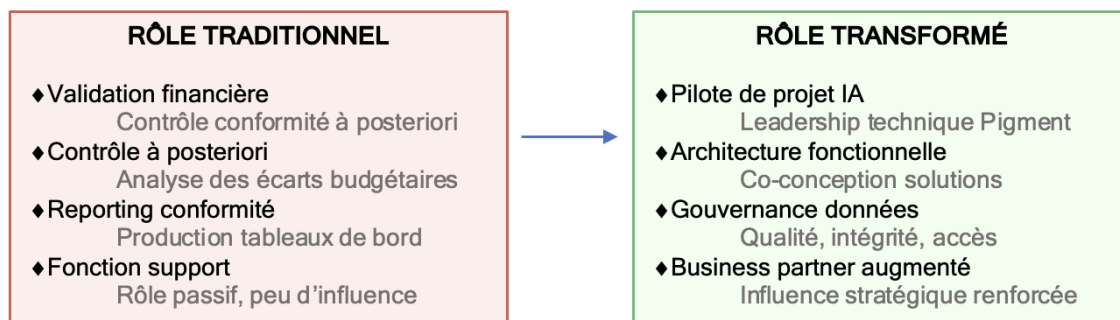 RÔLE TRADITIONNEL
♦Validation financière
Contrôle conformité à posteriori
♦Contrôle à posteriori
Analyse des écarts budgétaires
♦Reporting conformité
Production tableaux de bord
♦Fonction support
Rôle passif, peu d'influence
RÔLE TRANSFORMÉ
♦Pilote de projet IA
Leadership technique Pigment
♦Architecture fonctionnelle
Co-conception solutions
♦Gouvernance données
Qualité, intégrité, accès
♦Business partner augmenté
Influence stratégique renforcée